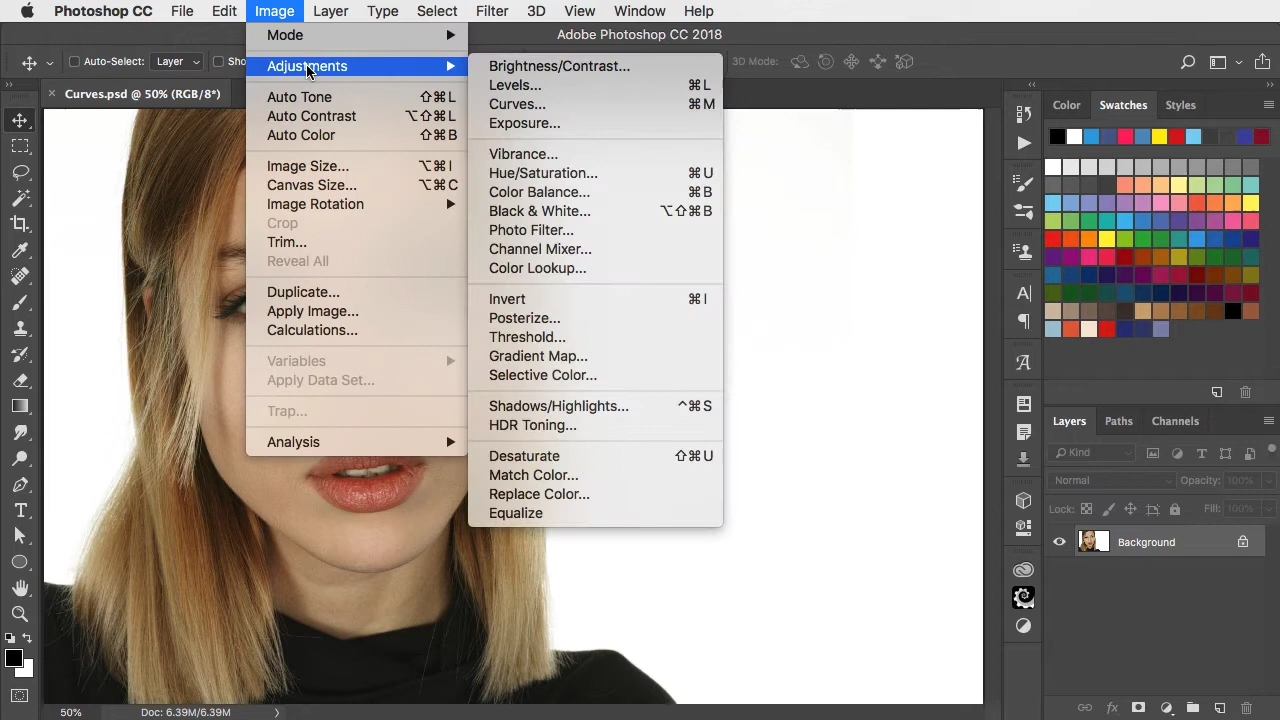 Photoshop CC File Edit Image Layer Type Select Filter 3D View Window Help
Adobe Photoshop CC 2018
Auto-Select: Layer Sho
3D Mode:
Curves.psd @ 50% (RGB/8*)
Mode
Adjustments
Auto Tone ⇧⌘L
Auto Contrast ⌥⇧⌘L
Auto Color ⇧⌘B
Image Size... ⌥⌘I
Canvas Size... ⌥⌘C
Image Rotation
Crop
Trim...
Reveal All
Duplicate...
Apply Image...
Calculations...
Variables
Apply Data Set...
Trap...
Analysis
Brightness/Contrast...
Levels... ⌘L
Curves... ⌘M
Exposure...
Vibrance...
Hue/Saturation... ⌘U
Color Balance... ⌘B
Black & White... ⌥⇧⌘B
Photo Filter...
Channel Mixer...
Color Lookup...
Invert ⌘I
Posterize...
Threshold...
Gradient Map...
Selective Color...
Shadows/Highlights... ^⌘S
HDR Toning...
Desaturate ⇧⌘U
Match Color...
Replace Color...
Equalize
Color Swatches Styles
Layers Paths Channels
Kind
Normal Opacity: 100%
Lock: Fill: 100%
Background
50% Doc: 6.39M/6.39M